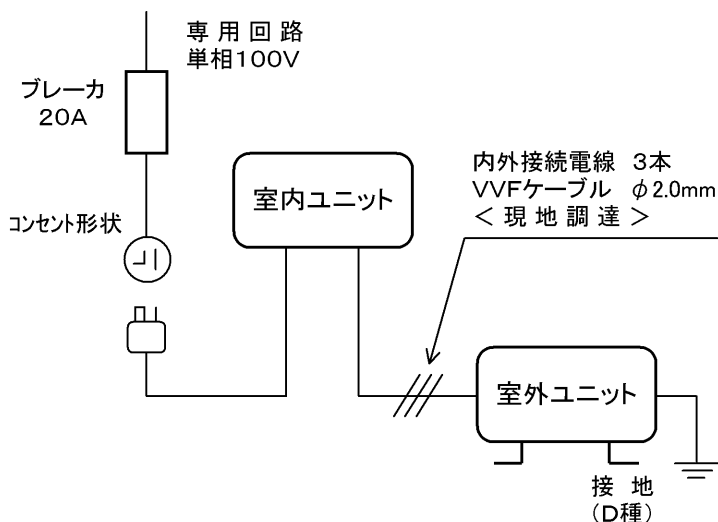 専用回路
単相100V
ブレーカ
20A
コンセント形状
室内ユニット
内外接続電線 3本
VVFケーブル φ2.0mm
<現地調達>
室外ユニット
接地
(D種)